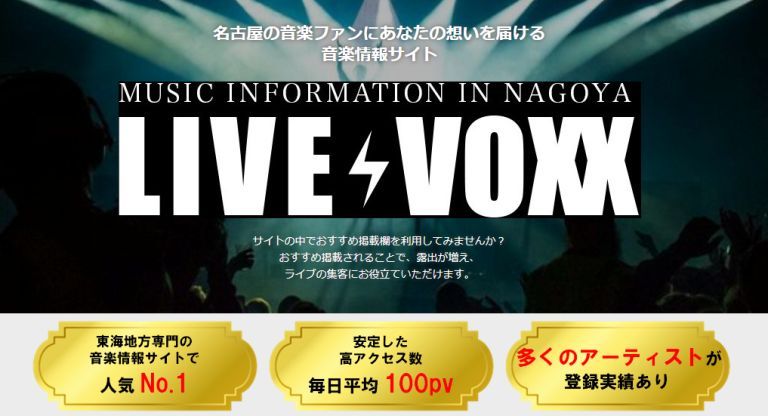 名古屋の音楽ファンにあなたの想いを届ける
音楽情報サイト
MUSIC INFORMATION IN NAGOYA
LIVE VOXX
サイトの中でおすすめ掲載欄を利用してみませんか？
おすすめ掲載されることで、露出が増え、
ライブの集客にお役立ていただけます。
東海地方専門の
音楽情報サイトで
人気 No.1
安定した
高アクセス数
毎日平均 100pv
多くのアーティストが
登録実績あり